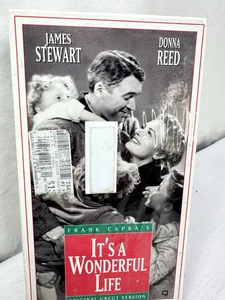 JAMES
STEWART
DONNA
REED
FRANK CAPRA'S
IT'S A
WONDERFUL
LIFE
ORIGINAL UNCUT VERSION